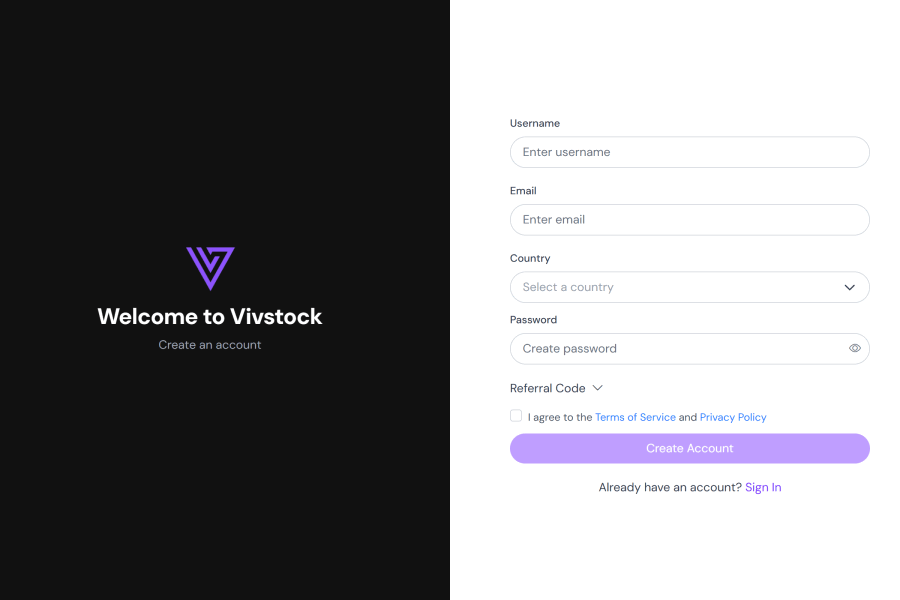 Welcome to Vivstock
Create an account
Username
Enter username
Email
Enter email
Country
Select a country
Password
Create password
Referral Code
I agree to the Terms of Service and Privacy Policy
Create Account
Already have an account? Sign In